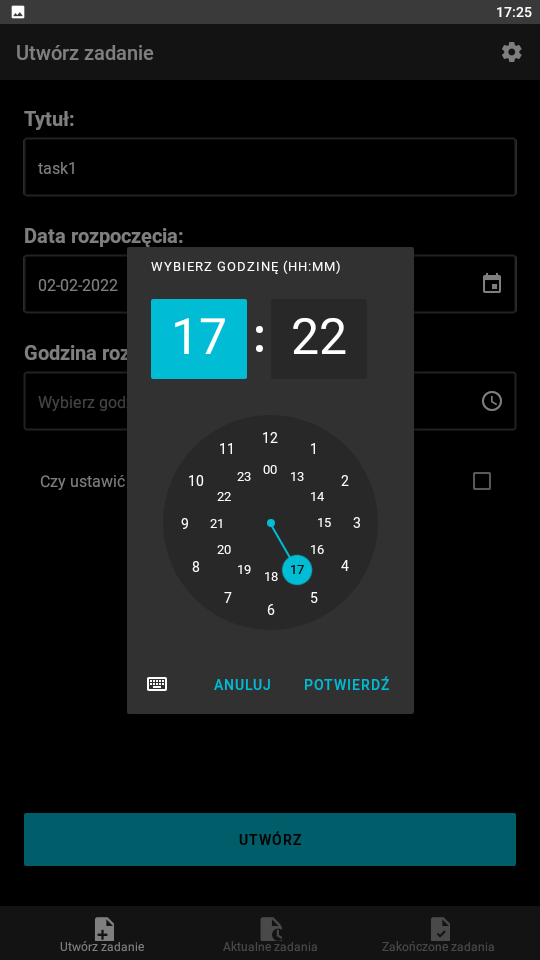 17:25
Utwórz zadanie
Tytuł:
task1
Data rozpoczęcia:
02-02-2022
WYBIERZ GODZINĘ (HH:MM)
17 : 22
Godzina roz
Wybierz godz
12
11 1
00
23 13
10 2
22 14
9 21 15 3
20 16
8 4
19 17
18
7 5
6
Czy ustawić
ANULUJ POTWIERDŹ
UTWÓRZ
Utwórz zadanie Aktualne zadania Zakończone zadania